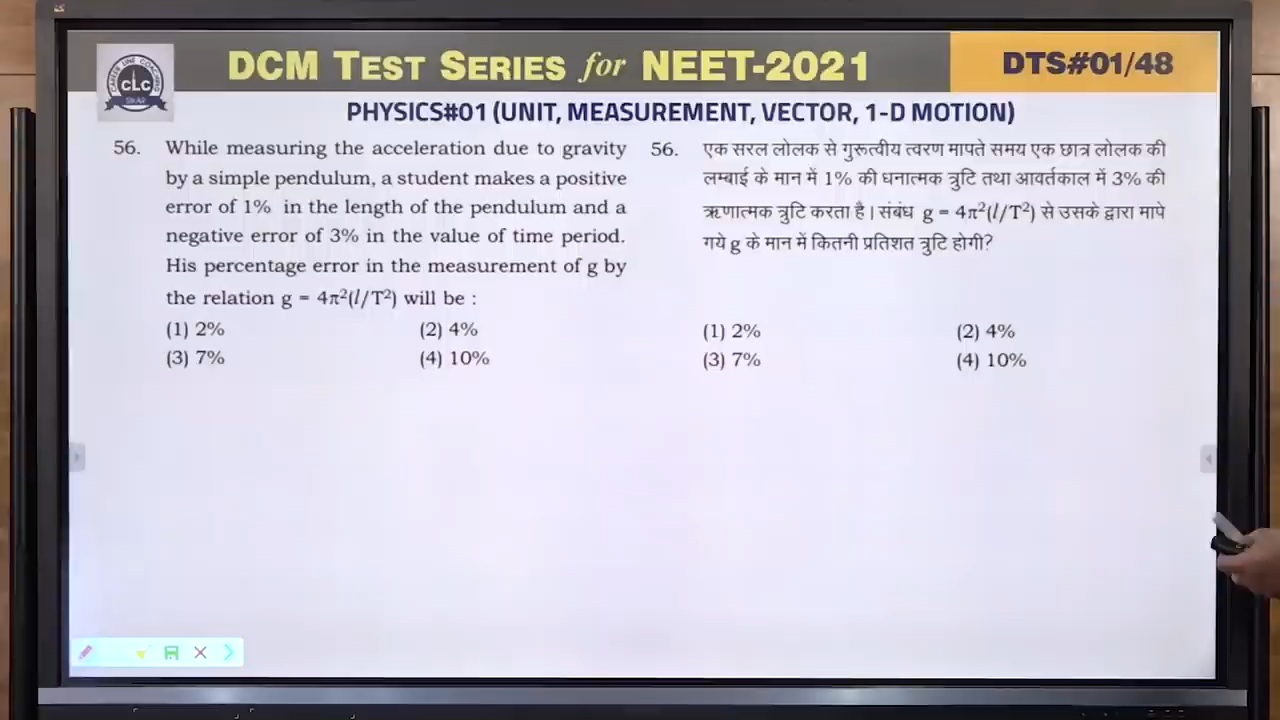 CAREER LINE COACHING
CLC
SIKAR
DCM TEST SERIES for NEET-2021
DTS#01/48
PHYSICS#01 (UNIT, MEASUREMENT, VECTOR, 1-D MOTION)
56. While measuring the acceleration due to gravity
by a simple pendulum, a student makes a positive
error of 1% in the length of the pendulum and a
negative error of 3% in the value of time period.
His percentage error in the measurement of g by
the relation g = 4π²(l/T²) will be :
(1) 2% (2) 4%
(3) 7% (4) 10%
56. एक सरल लोलक से गुरूत्वीय त्वरण मापते समय एक छात्र लोलक की
लम्बाई के मान में 1% की धनात्मक त्रुटि तथा आवर्तकाल में 3% की
ऋणात्मक त्रुटि करता है। संबंध g = 4π²(l/T²) से उसके द्वारा मापे
गये g के मान में कितनी प्रतिशत त्रुटि होगी?
(1) 2% (2) 4%
(3) 7% (4) 10%